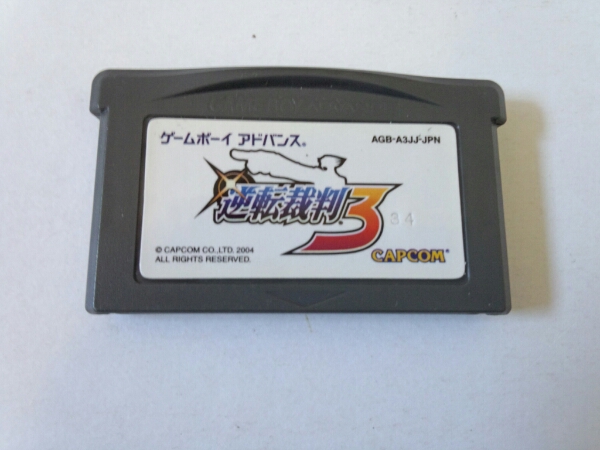 ゲームボーイ アドバンス®
AGB-A3JJ-JPN
逆転裁判3
34
© CAPCOM CO.,LTD. 2004
ALL RIGHTS RESERVED.
CAPCOM®